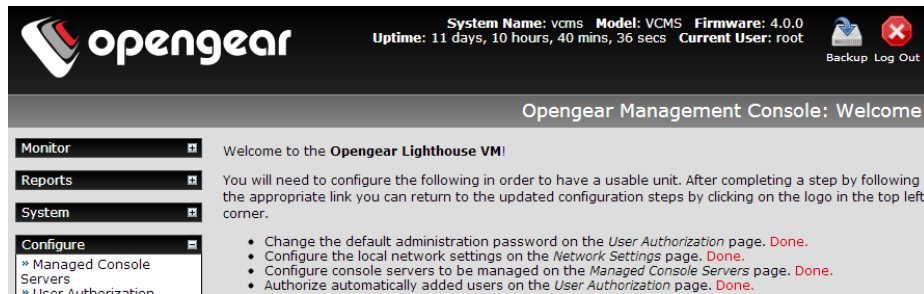 opengear
System Name: vcms Model: VCMS Firmware: 4.0.0
Uptime: 11 days, 10 hours, 40 mins, 36 secs Current User: root
Backup Log Out
Opengear Management Console: Welcome
Monitor
Reports
System
Configure
» Managed Console
Servers
» User Authorization
Welcome to the Opengear Lighthouse VM!
You will need to configure the following in order to have a usable unit. After completing a step by following
the appropriate link you can return to the updated configuration steps by clicking on the logo in the top left
corner.
• Change the default administration password on the User Authorization page. Done.
• Configure the local network settings on the Network Settings page. Done.
• Configure console servers to be managed on the Managed Console Servers page. Done.
• Authorize automatically added users on the User Authorization page. Done.